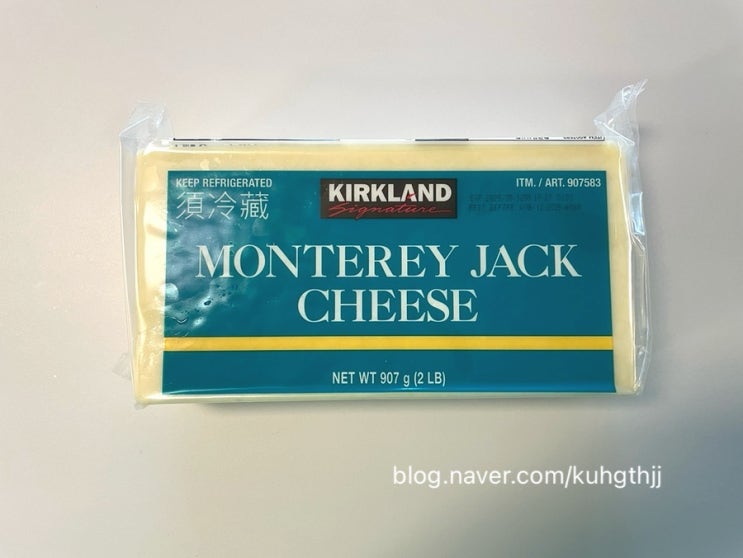 KEEP REFRIGERATED
須冷藏
KIRKLAND
Signature
ITM. / ART. 907583
MONTEREY JACK
CHEESE
NET WT 907 g (2 LB)
blog.naver.com/kuhgthjj